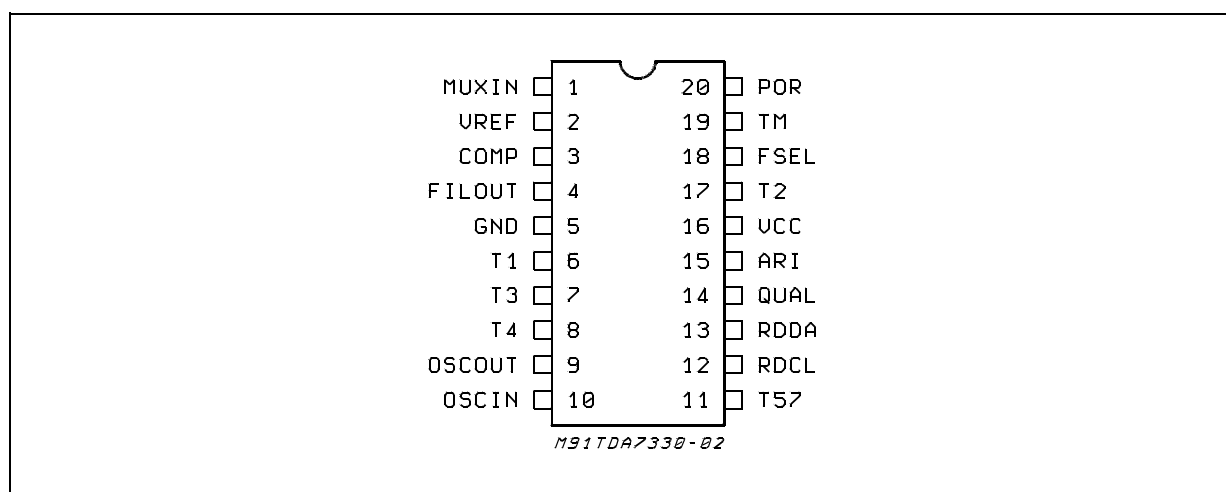 MUXIN 1 20 POR
VREF 2 19 TM
COMP 3 18 FSEL
FILOUT 4 17 T2
GND 5 16 VCC
T1 6 15 ARI
T3 7 14 QUAL
T4 8 13 RDDA
OSCOUT 9 12 RDCL
OSCIN 10 11 T57
M91TDA7330-02